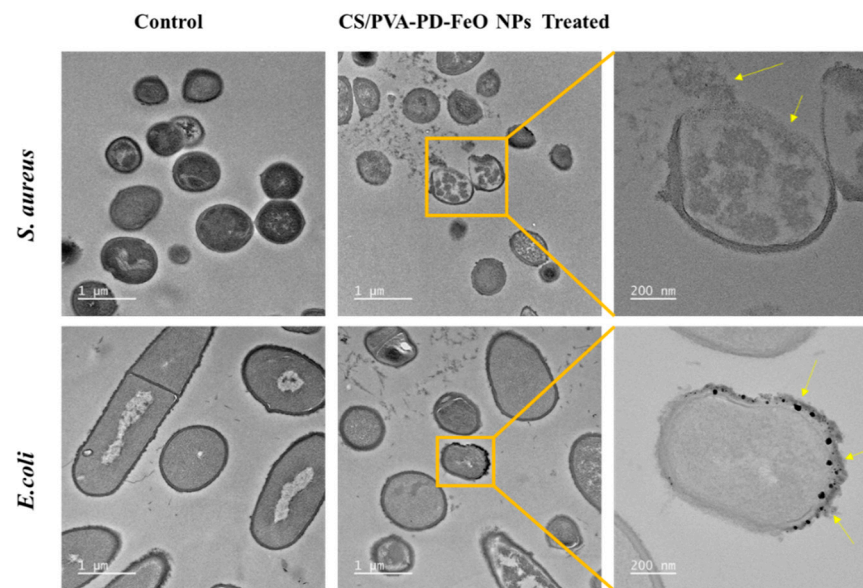 Control
CS/PVA-PD-FeO NPs Treated
S. aureus
1 µm
1 µm
200 nm
E.coli
1 µm
1 µm
200 nm